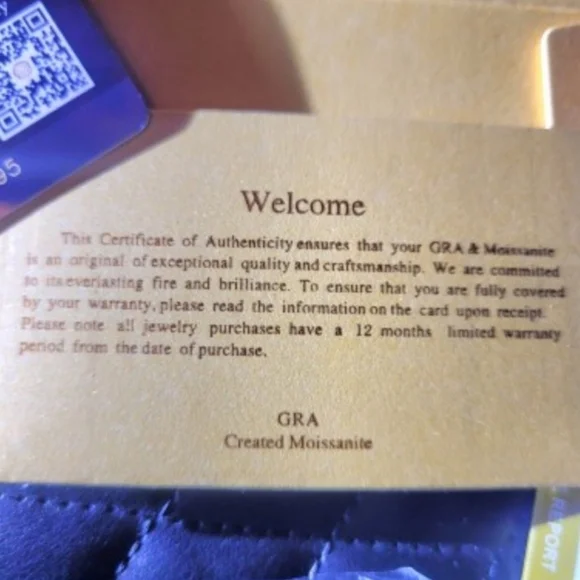 95
Welcome
This Certificate of Authenticity ensures that your GRA & Moissanite
is an original of exceptional quality and craftsmanship. We are committed
to its everlasting fire and brilliance. To ensure that you are fully covered
by your warranty, please read the information on the card upon receipt.
Please note all jewelry purchases have a 12 months limited warranty
period from the date of purchase.
GRA
Created Moissanite
REPORT